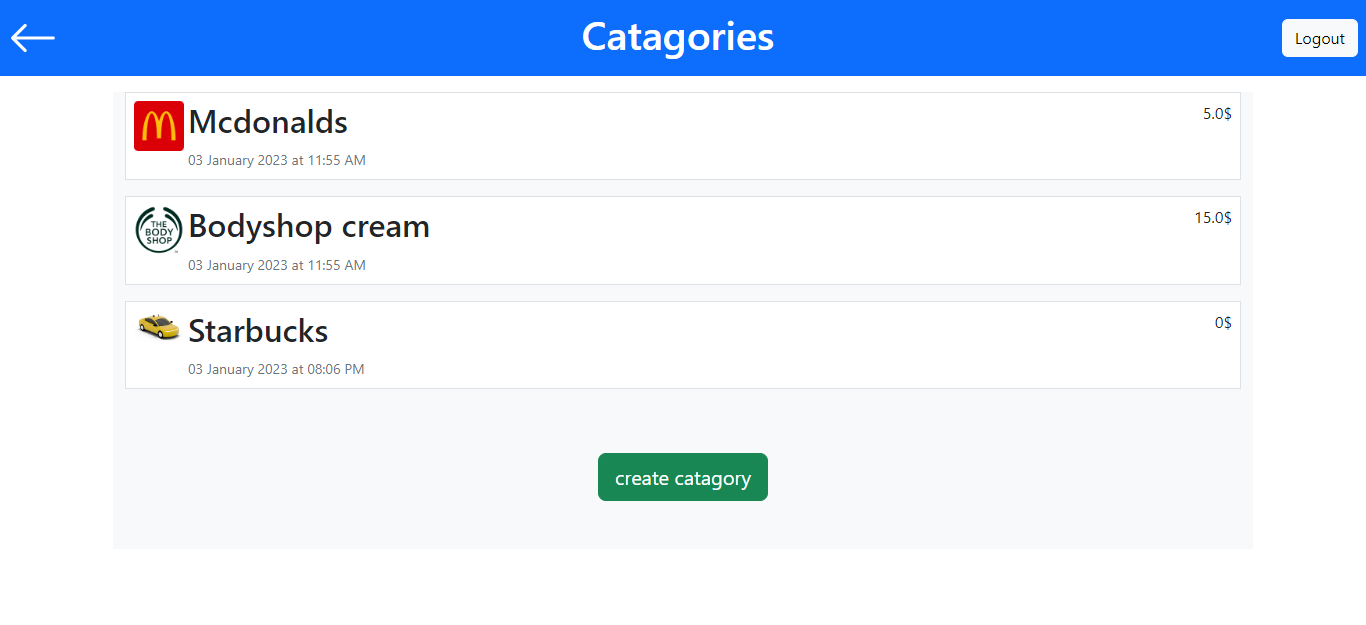 Catagories
Logout
Mcdonalds
5.0$
03 January 2023 at 11:55 AM
THE
BODY
SHOP
Bodyshop cream
15.0$
03 January 2023 at 11:55 AM
Starbucks
0$
03 January 2023 at 08:06 PM
create catagory